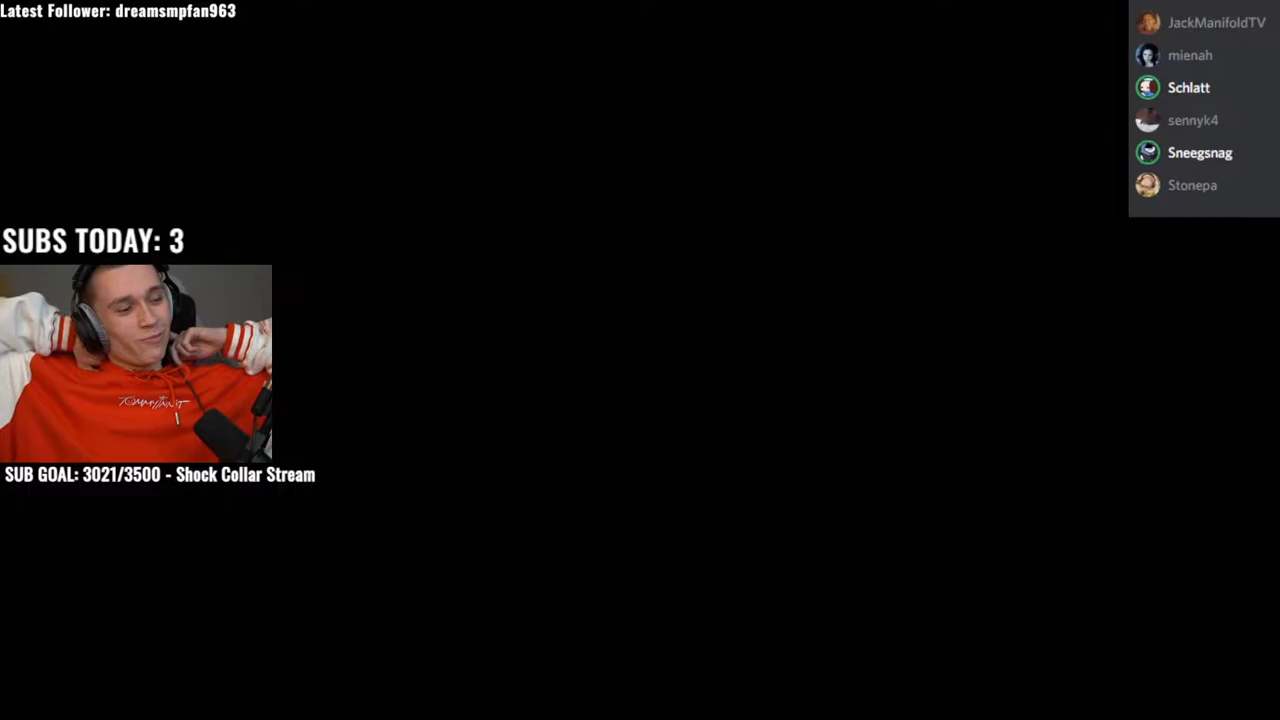 Latest Follower: dreamsmpfan963
JackManifoldTV
mienah
Schlatt
sennyk4
Sneegsnag
Stonepa
SUBS TODAY: 3
TOMMYINNIT
SUB GOAL: 3021/3500 - Shock Collar Stream